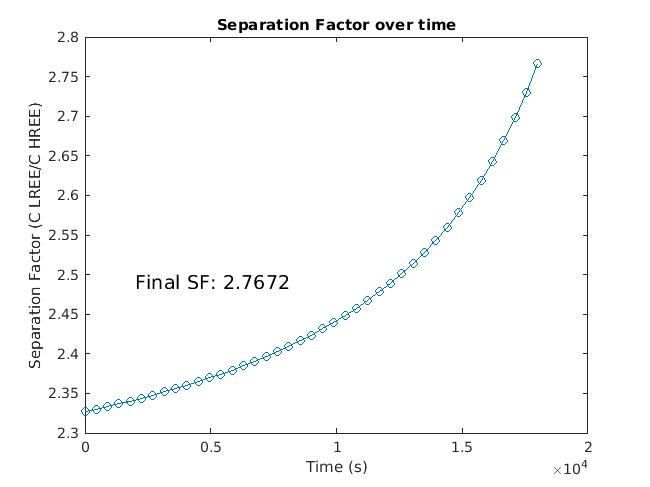 Separation Factor over time
2.8
2.75
2.7
2.65
2.6
2.55
2.5
2.45
2.4
2.35
2.3
Separation Factor (C LREE/C HREE)
Final SF: 2.7672
0 0.5 1 1.5 2
Time (s)
×10⁴